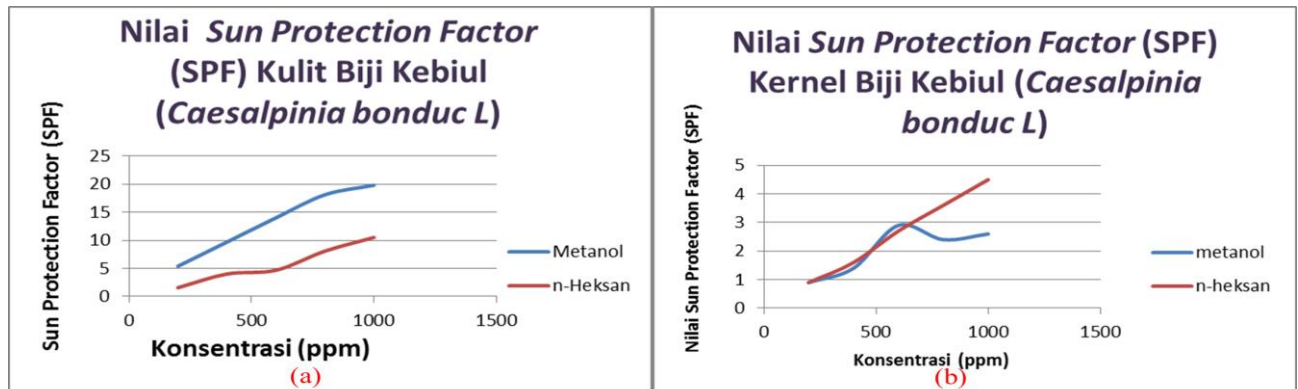 Nilai Sun Protection Factor
(SPF) Kulit Biji Kebiul
(Caesalpinia bonduc L)
Sun Protection Factor (SPF)
25
20
15
10
5
0
0
500
1000
1500
Metanol
n-Heksan
Konsentrasi (ppm)
(a)
Nilai Sun Protection Factor (SPF)
Kernel Biji Kebiul (Caesalpinia
bonduc L)
Nilai Sun Protection Factor (SPF)
5
4
3
2
1
0
0
500
1000
1500
metanol
n-heksan
Konsentrasi (ppm)
(b)